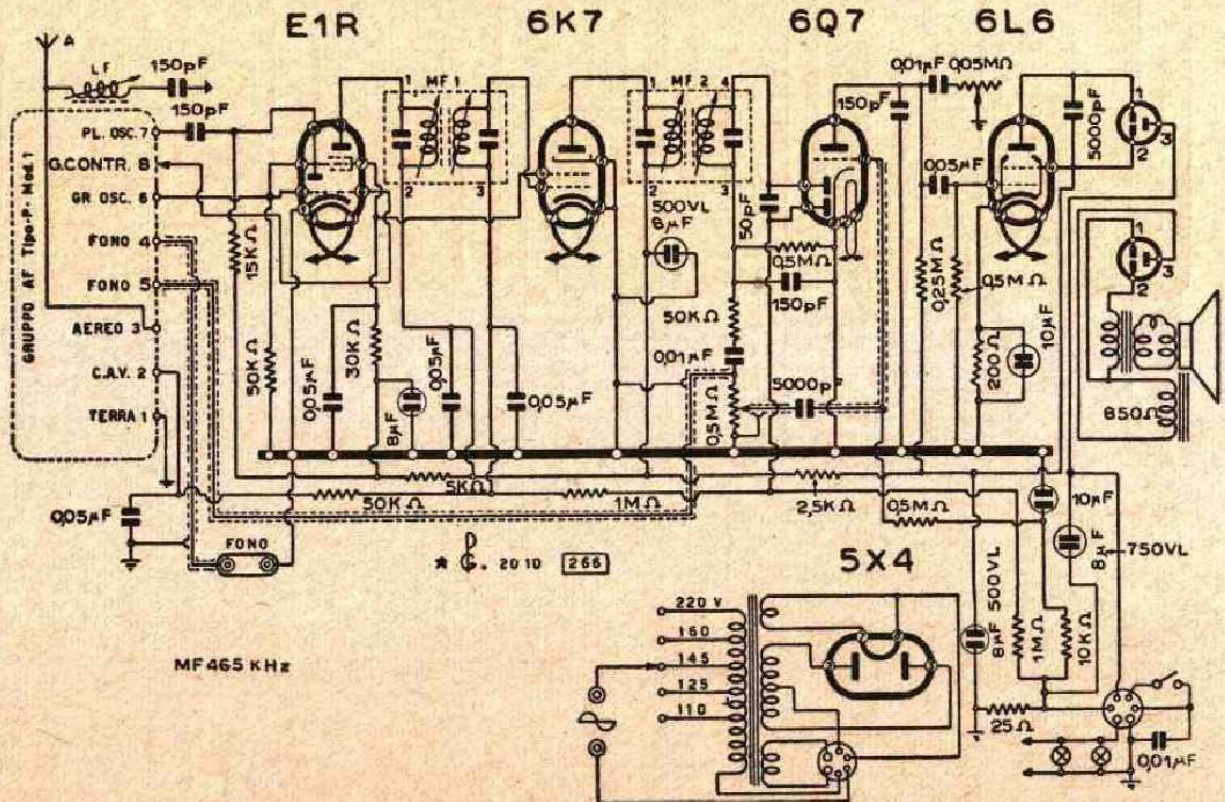 E1R
6K7
6Q7
6L6
A
LF
150pF
150pF
GRUPPO AF Tipo-P- Mod.1
PL. OSC. 7
G.CONTR. 8
GR OSC. 6
FONO 4
FONO 5
AEREO 3
C.A.V. 2
TERRA 1
15KΩ
50KΩ
0,05µF
30KΩ
8µF
0,05µF
0,05µF
1 MF 1 4
2 3
1 MF 2 4
2 3
500VL
8µF
50pF
0,5MΩ
150pF
50KΩ
0,01µF
0,5MΩ
5000pF
150pF
0,01µF
0,05MΩ
0,05µF
0,25MΩ
0,5MΩ
200Ω
10µF
5000pF
1
2
3
1
2
3
850Ω
5KΩ
50KΩ
1MΩ
2,5KΩ
0,5MΩ
10µF
8µF
750VL
0,05µF
FONO
2010
266
MF 465 KHz
5X4
220 V
160
145
125
110
8µF 500VL
1MΩ
10KΩ
25Ω
0,01µF